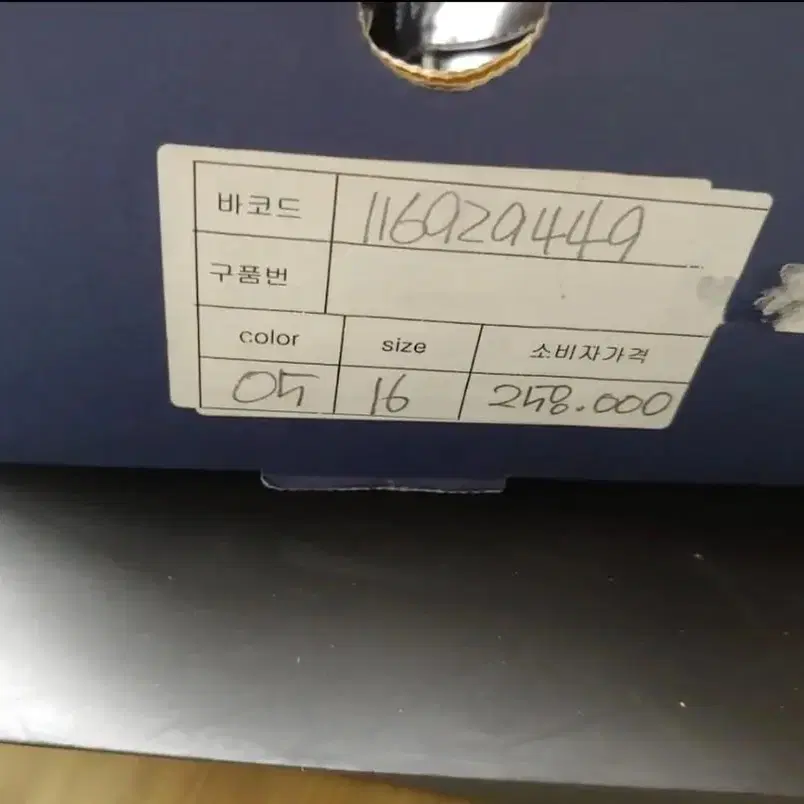 바코드 116929449
구품번
color size 소비자가격
05 16 258.000